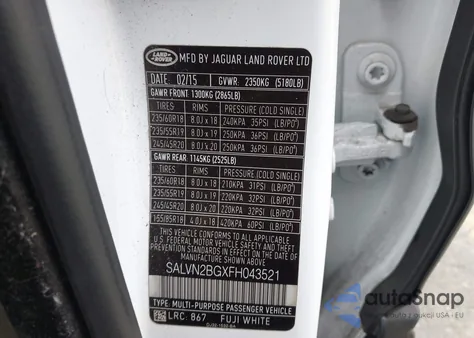 LAND ROVER
MFD BY JAGUAR LAND ROVER LTD
DATE: 02/15 GVWR: 2350KG (5180LB)
GAWR FRONT: 1300KG (2865LB)
TIRES RIMS PRESSURE (COLD SINGLE)
235/60R18 8.0J x 18 240KPA 35PSI (LB/PO²)
235/55R19 8.0J x 19 250KPA 36PSI (LB/PO²)
245/45R20 8.0J x 20 250KPA 36PSI (LB/PO²)
GAWR REAR: 1145KG (2525LB)
TIRES RIMS PRESSURE (COLD SINGLE)
235/60R18 8.0J x 18 210KPA 31PSI (LB/PO²)
235/55R19 8.0J x 19 220KPA 32PSI (LB/PO²)
245/45R20 8.0J x 20 220KPA 32PSI (LB/PO²)
155/85R18 4.0J x 18 420KPA 60PSI (LB/PO²)
THIS VEHICLE CONFORMS TO ALL APPLICABLE
U.S. FEDERAL MOTOR VEHICLE SAFETY
STANDARDS IN EFFECT ON THE DATE
OF MANUFACTURE SHOWN ABOVE
SALVN2BGXFH043521
TYPE: MULTI-PURPOSE PASSENGER VEHICLE
LRC: 867 FUJI WHITE
AutoSnap
AUCTION HISTORY USA - EU